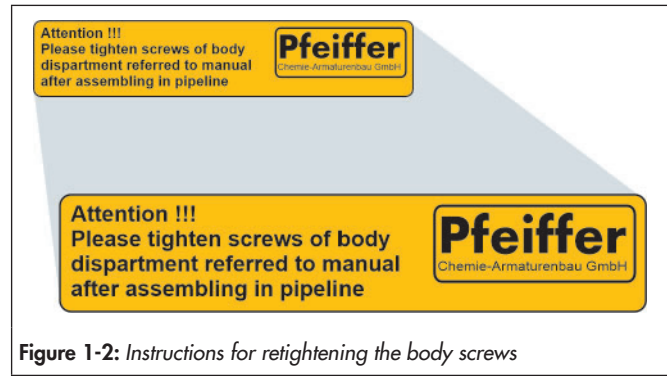 Attention !!!
Please tighten screws of body
dispartment referred to manual
after assembling in pipeline
Pfeiffer
Chemie-Armaturenbau GmbH
Attention !!!
Please tighten screws of body
dispartment referred to manual
after assembling in pipeline
Pfeiffer
Chemie-Armaturenbau GmbH
Figure 1-2: Instructions for retightening the body screws